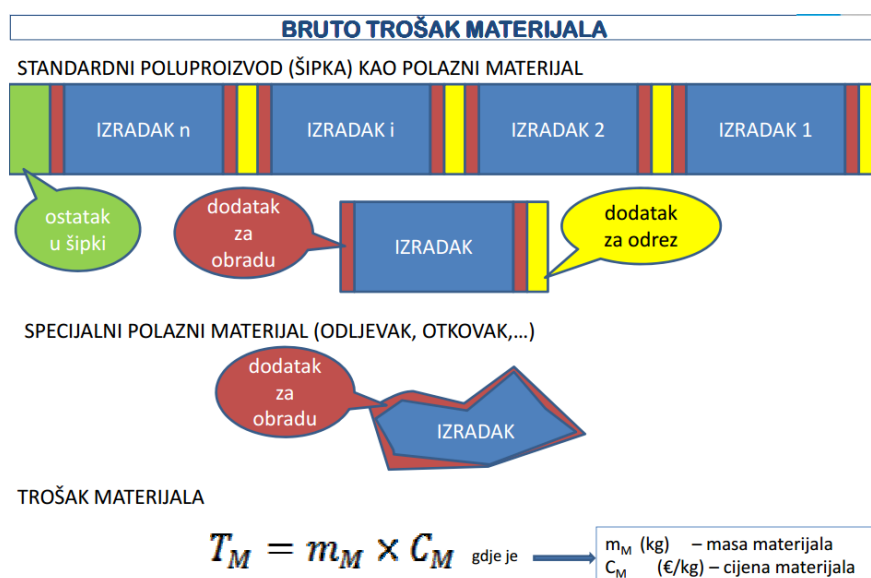 BRUTO TROŠAK MATERIJALA
STANDARDNI POLUPROIZVOD (ŠIPKA) KAO POLAZNI MATERIJAL
IZRADAK n
IZRADAK i
IZRADAK 2
IZRADAK 1
ostatak
u šipki
dodatak
za
obradu
IZRADAK
dodatak
za odrez
SPECIJALNI POLAZNI MATERIJAL (ODLJEVAK, OTKOVAK,...)
dodatak
za
obradu
IZRADAK
TROŠAK MATERIJALA
T_M = m_M × C_M gdje je
m_M (kg) – masa materijala
C_M (€/kg) – cijena materijala